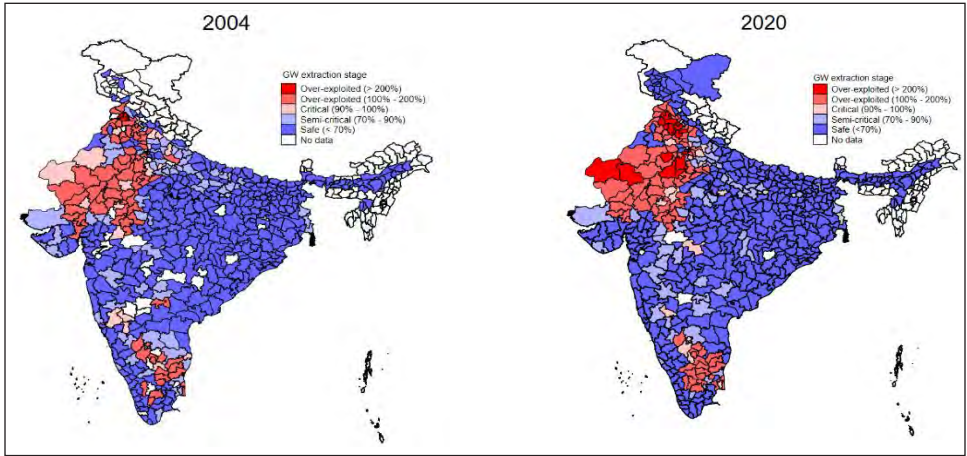 2004
GW extraction stage
Over-exploited (> 200%)
Over-exploited (100% - 200%)
Critical (90% - 100%)
Semi-critical (70% - 90%)
Safe (< 70%)
No data
2020
GW extraction stage
Over-exploited (> 200%)
Over-exploited (100% - 200%)
Critical (90% - 100%)
Semi-critical (70% - 90%)
Safe (<70%)
No data